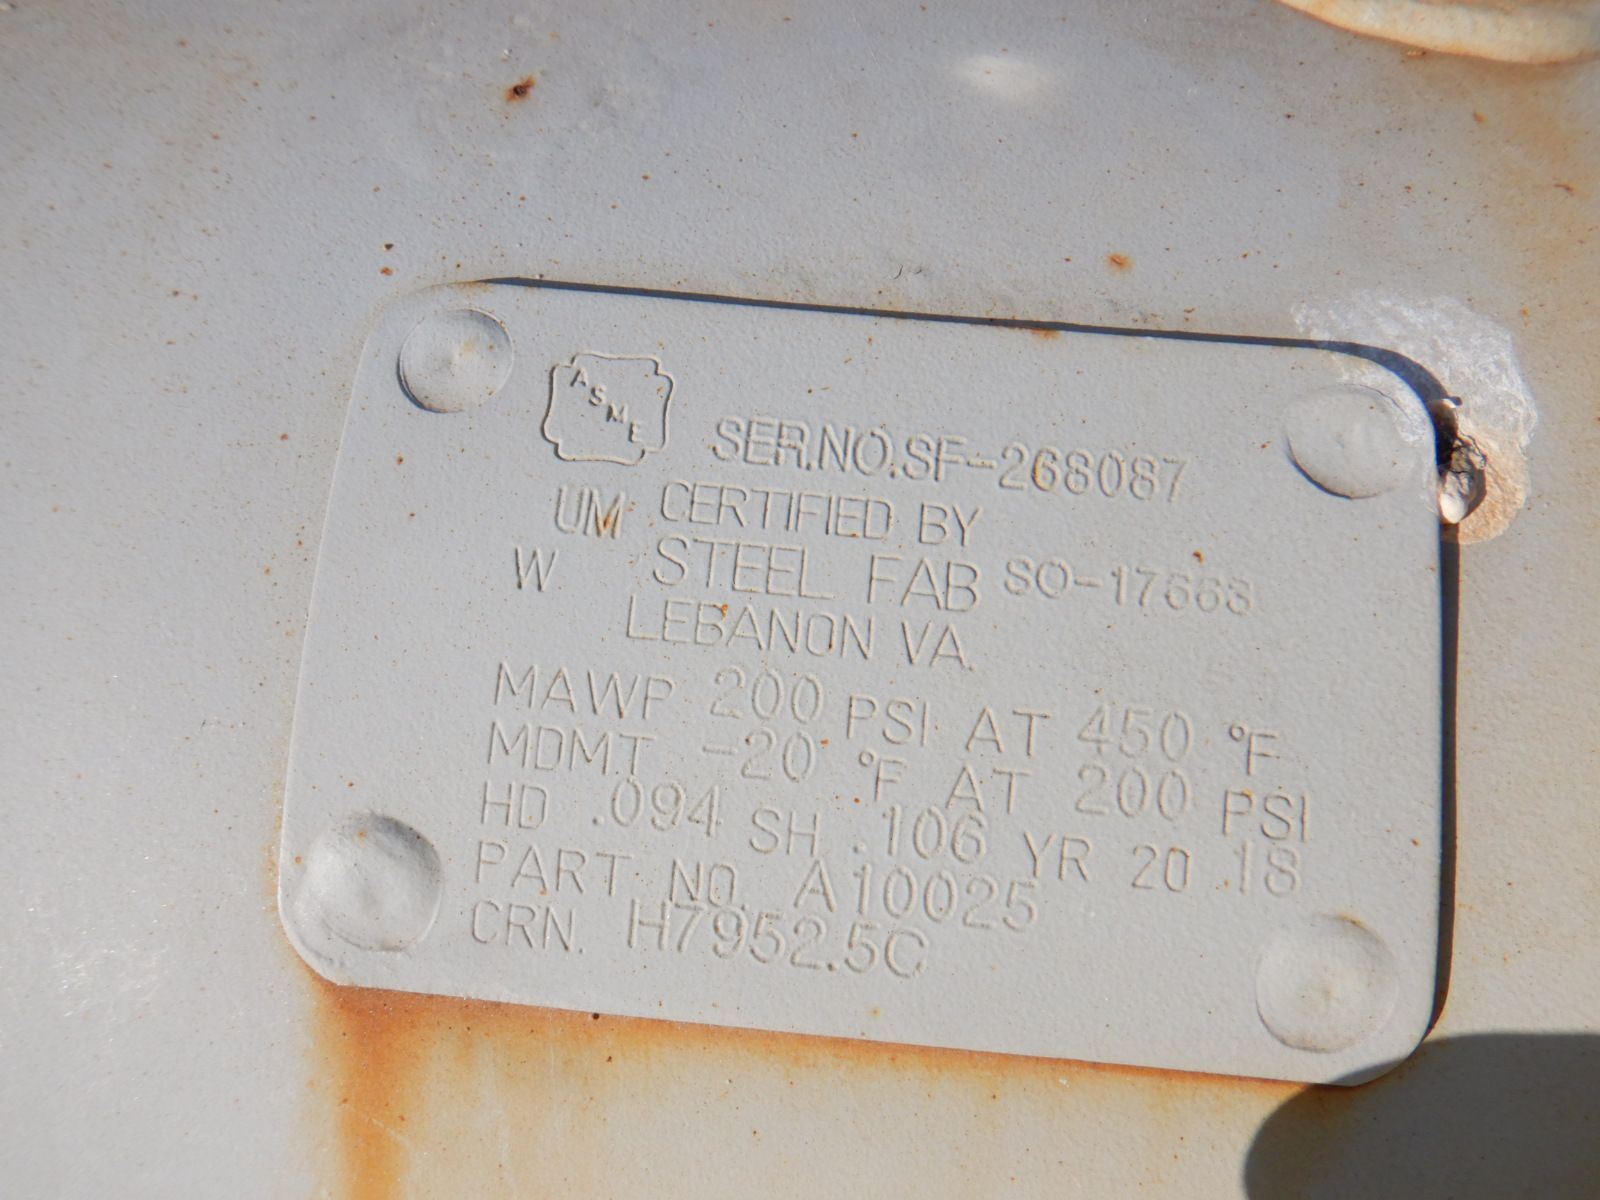 ASME
SER.NO.SF-268087
UM CERTIFIED BY
W STEEL FAB SO-17568
LEBANON VA.
MAWP 200 PSI AT 450 °F
MDMT -20 °F AT 200 PSI
HD .094 SH .106 YR 20 18
PART NO. A10025
CRN. H7952.5C